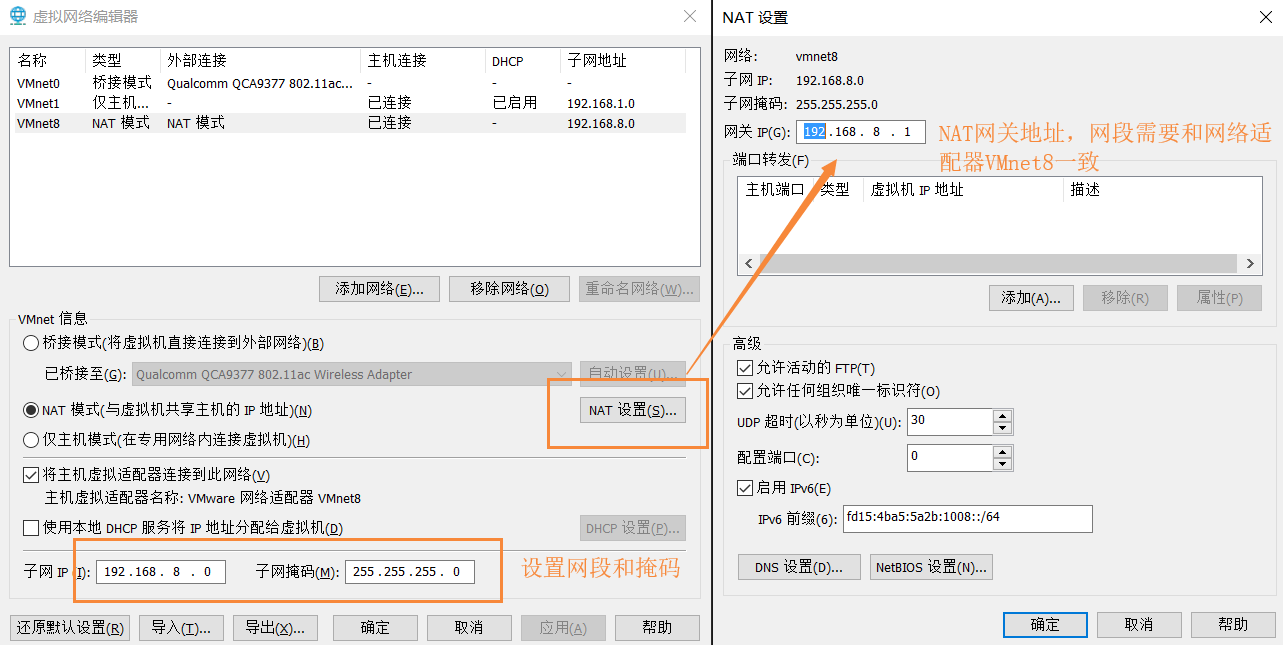 虚拟网络编辑器
名称 类型 外部连接 主机连接 DHCP 子网地址
VMnet0 桥接模式 Qualcomm QCA9377 802.11ac... - - -
VMnet1 仅主机... - 已连接 已启用 192.168.1.0
VMnet8 NAT 模式 NAT 模式 已连接 - 192.168.8.0
添加网络(E)... 移除网络(O) 重命名网络(W)...
VMnet 信息
桥接模式(将虚拟机直接连接到外部网络)(B)
已桥接至(G): Qualcomm QCA9377 802.11ac Wireless Adapter 自动设置(U)...
NAT 模式(与虚拟机共享主机的 IP 地址)(N) NAT 设置(S)...
仅主机模式(在专用网络内连接虚拟机)(H)
将主机虚拟适配器连接到此网络(V)
主机虚拟适配器名称: VMware 网络适配器 VMnet8
使用本地 DHCP 服务将 IP 地址分配给虚拟机(D) DHCP 设置(P)...
子网 IP (I): 192.168. 8 . 0 子网掩码(M): 255.255.255. 0 设置网段和掩码
还原默认设置(R) 导入(T)... 导出(X)... 确定 取消 应用(A) 帮助
NAT 设置
网络: vmnet8
子网 IP: 192.168.8.0
子网掩码: 255.255.255.0
网关 IP(G): 192.168. 8 . 1 NAT网关地址，网段需要和网络适
配器VMnet8一致
端口转发(F)
主机端口 类型 虚拟机 IP 地址 描述
添加(A)... 移除(R) 属性(P)
高级
允许活动的 FTP(T)
允许任何组织唯一标识符(O)
UDP 超时(以秒为单位)(U): 30
配置端口(C): 0
启用 IPv6(E)
IPv6 前缀(6): fd15:4ba5:5a2b:1008::/64
DNS 设置(D)... NetBIOS 设置(N)...
确定 取消 帮助